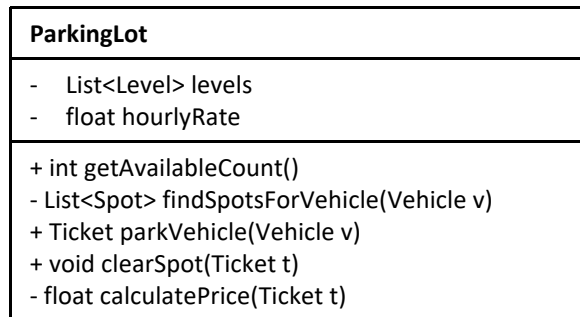 ParkingLot
- List<Level> levels
- float hourlyRate
+ int getAvailableCount()
- List<Spot> findSpotsForVehicle(Vehicle v)
+ Ticket parkVehicle(Vehicle v)
+ void clearSpot(Ticket t)
- float calculatePrice(Ticket t)